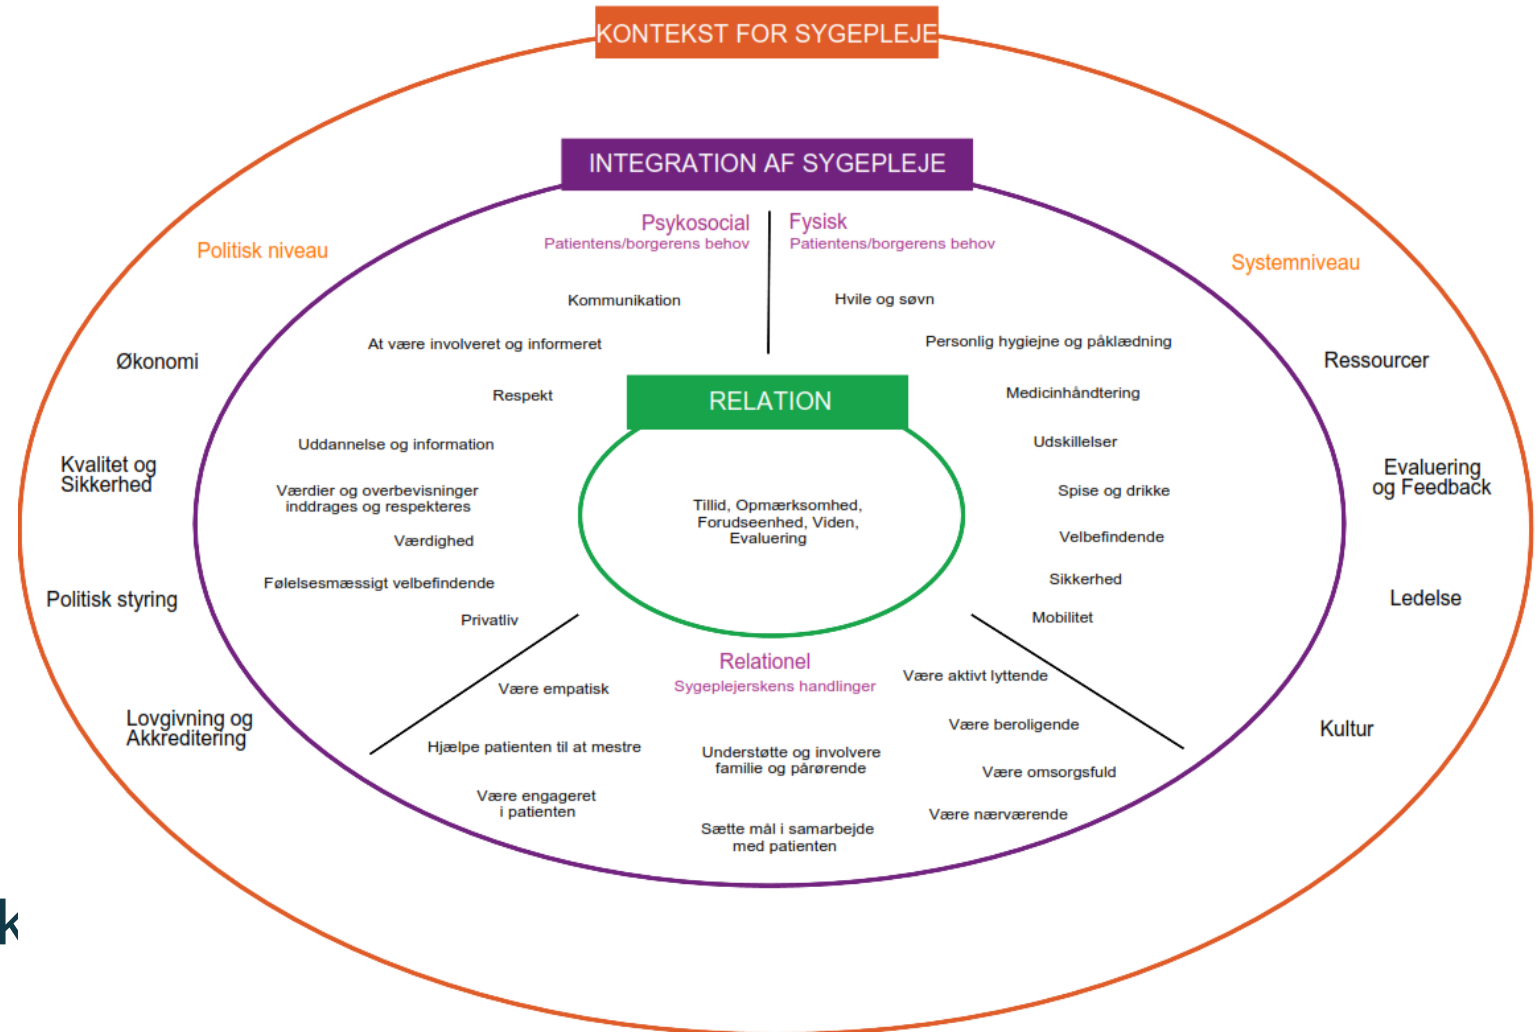 KONTEKST FOR SYGEPLEJE
INTEGRATION AF SYGEPLEJE
Psykosocial
Patientens/borgerens behov
Fysisk
Patientens/borgerens behov
Politisk niveau
Økonomi
Kvalitet og
Sikkerhed
Politisk styring
Lovgivning og
Akkreditering
Systemniveau
Ressourcer
Evaluering
og Feedback
Ledelse
Kultur
Kommunikation
At være involveret og informeret
Respekt
Uddannelse og information
Værdier og overbevisninger
inddrages og respekteres
Værdighed
Følelsesmæssigt velbefindende
Privatliv
Hvile og søvn
Personlig hygiejne og påklædning
Medicinhåndtering
Udskillelser
Spise og drikke
Velbefindende
Sikkerhed
Mobilitet
RELATION
Tillid, Opmærksomhed,
Forudseenhed, Viden,
Evaluering
Relationel
Sygeplejerskens handlinger
Være empatisk
Hjælpe patienten til at mestre
Være engageret
i patienten
Understøtte og involvere
familie og pårørende
Sætte mål i samarbejde
med patienten
Være aktivt lyttende
Være beroligende
Være omsorgsfuld
Være nærværende
k